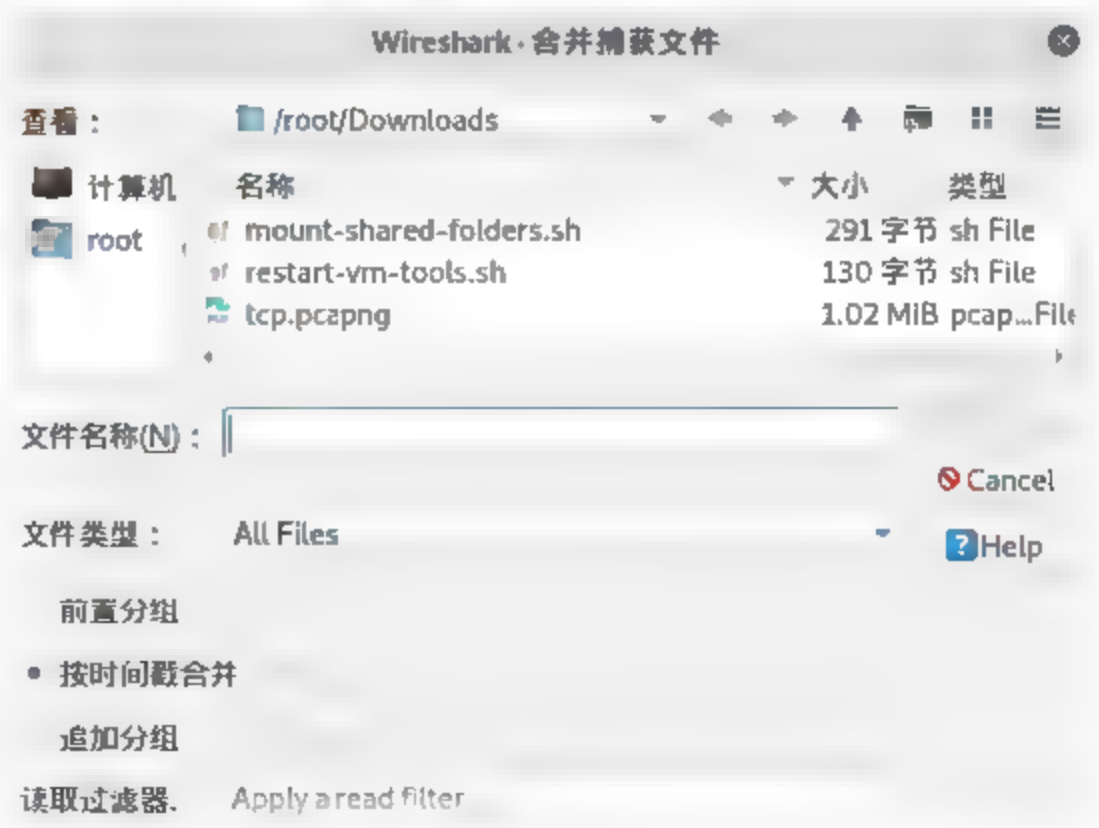 Wireshark · 合并捕获文件
查看： /root/Downloads
计算机
root
名称 大小 类型
mount-shared-folders.sh 291 字节 sh File
restart-vm-tools.sh 130 字节 sh File
tcp.pcapng 1.02 MiB pcap...File
文件名称(N)：
Cancel
文件类型： All Files
Help
前置分组
按时间戳合并
追加分组
读取过滤器. Apply a read filter